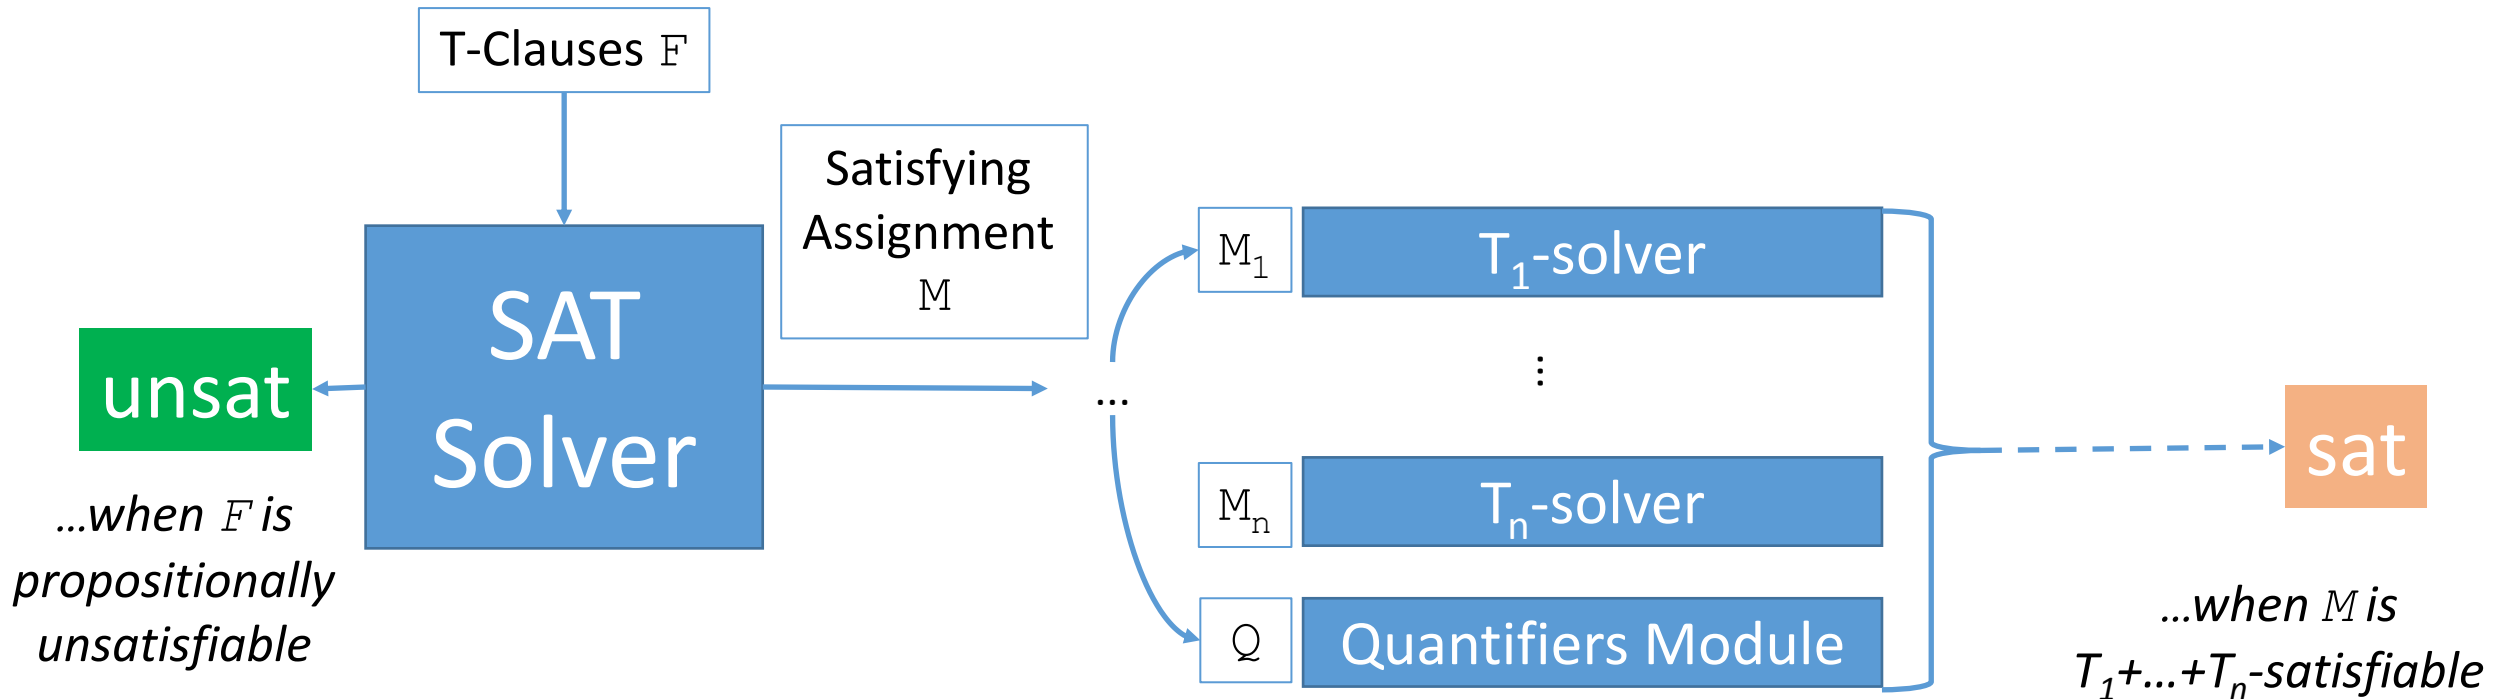 T-Clauses F
Satisfying
Assignment
M
SAT
Solver
unsat
…when F is
propositionally
unsatisfiable
…
M1
T1-solver
…
Mn
Tn-solver
Q
Quantifiers Module
sat
…when M is
T1+…+Tn-satisfiable